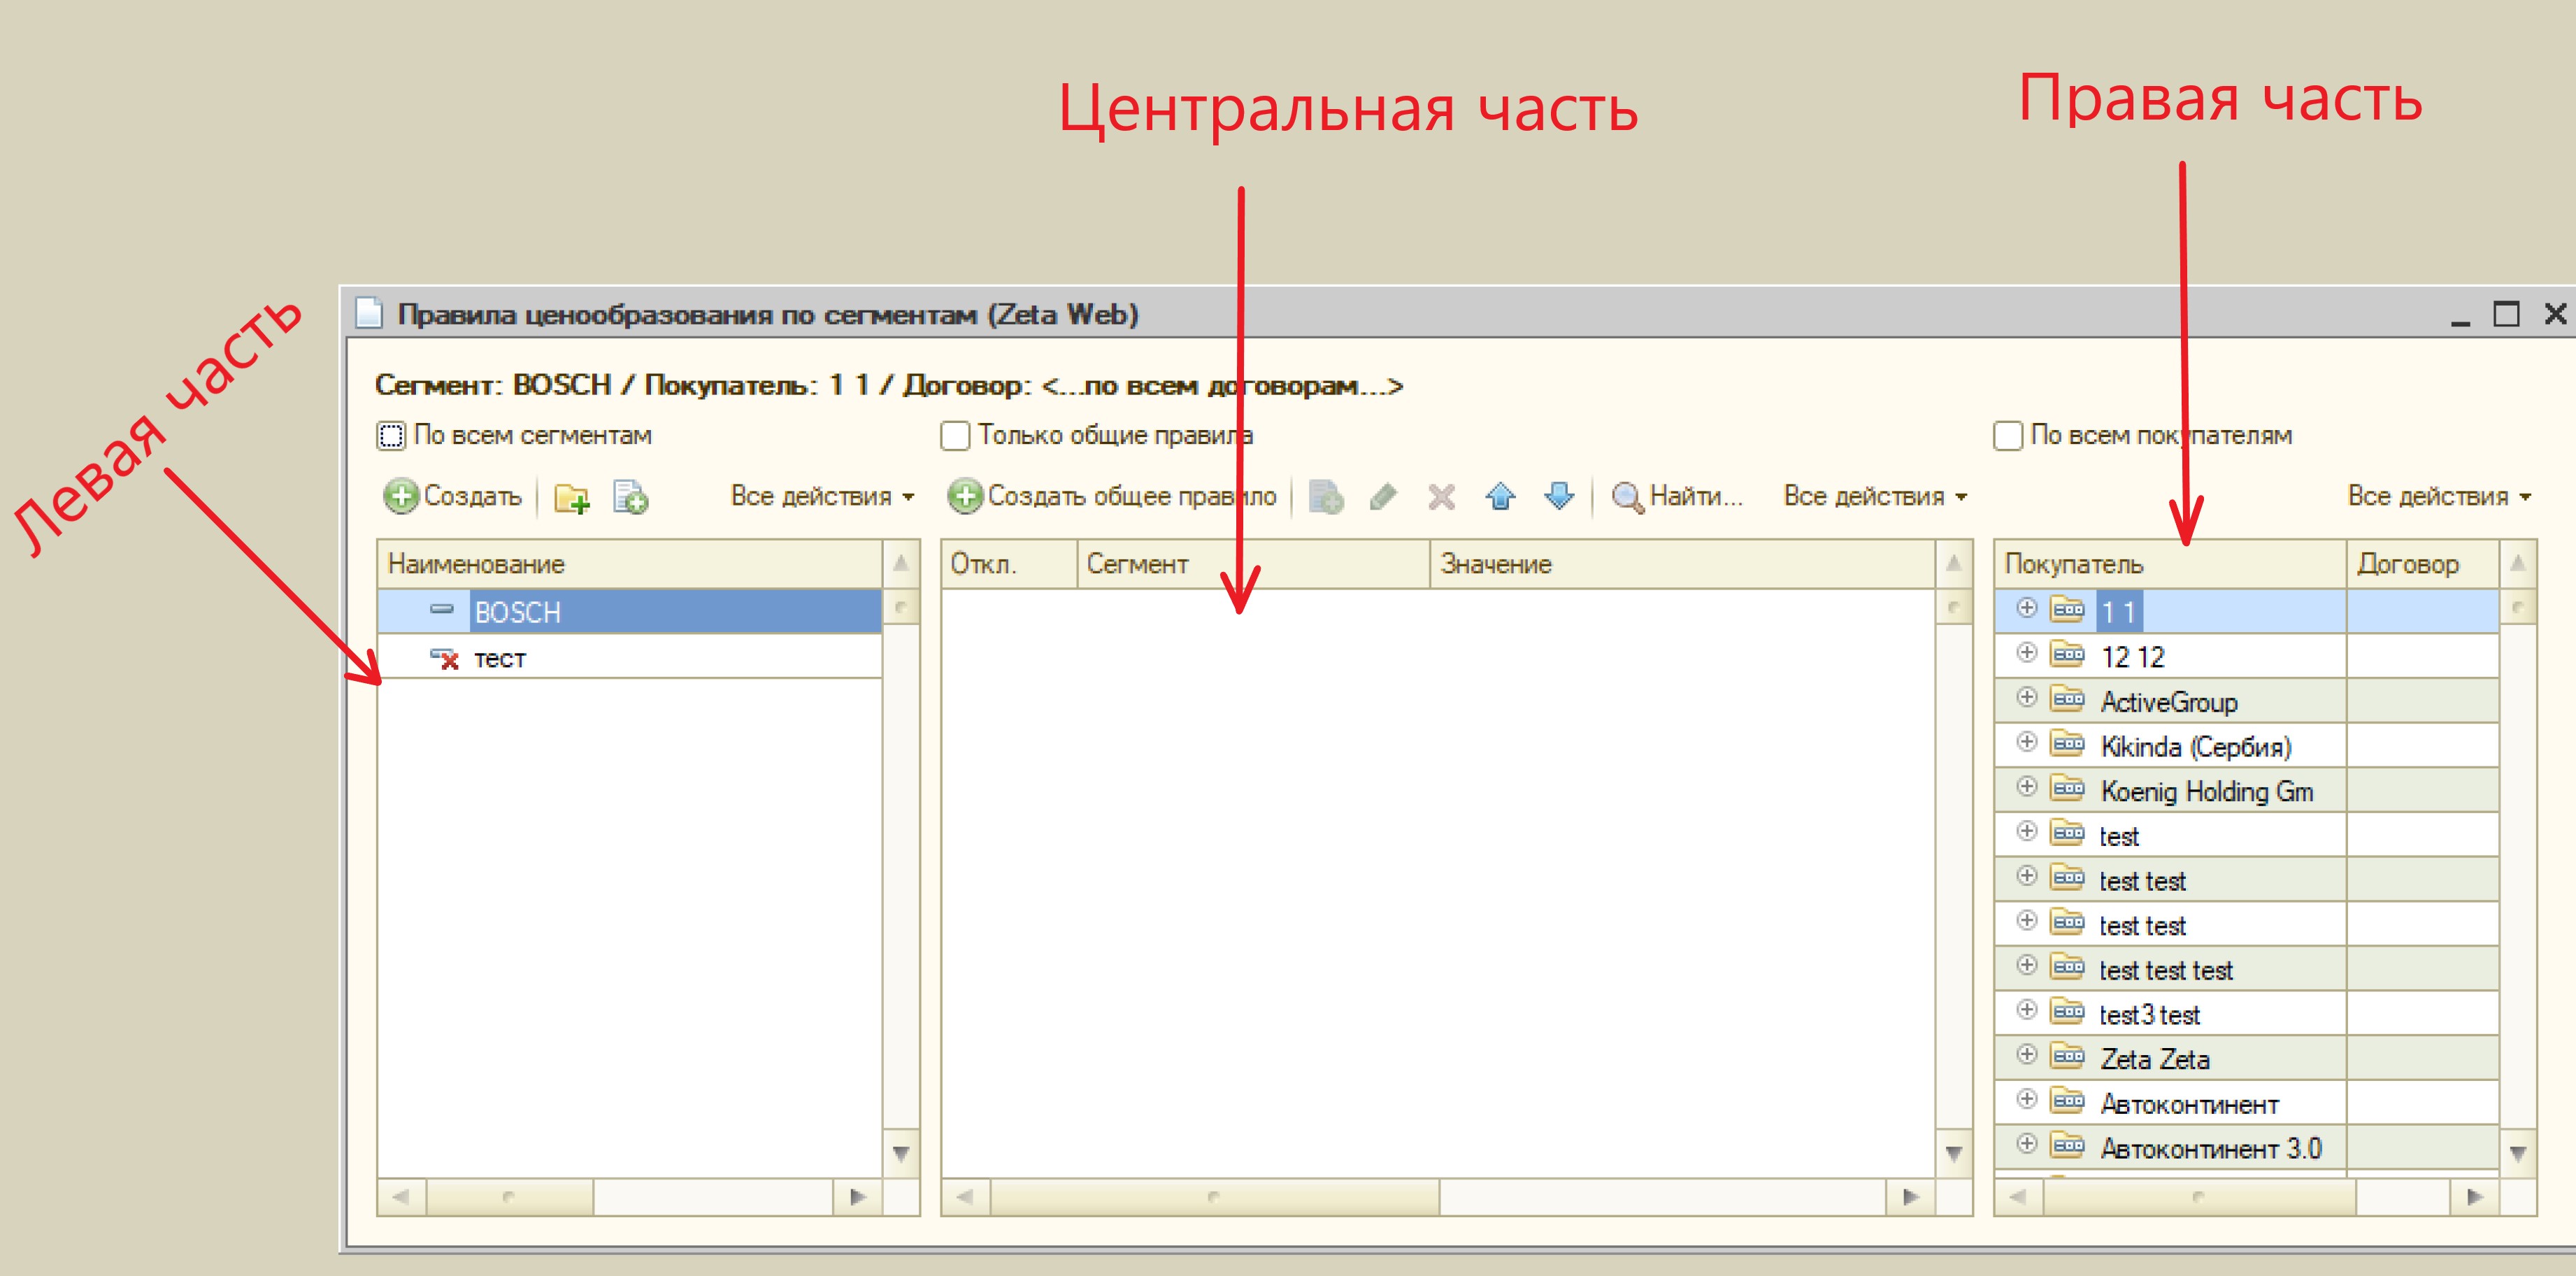 Центральная часть
Правая часть
Левая часть
Правила ценообразования по сегментам (Zeta Web)
Сегмент: BOSCH / Покупатель: 1 1 / Договор: <...по всем договорам...>
По всем сегментам
Только общие правила
По всем покупателям
Создать
Все действия
Создать общее правило
Найти...
Все действия
Все действия
Наименование
BOSCH
тест
Откл. Сегмент Значение
Покупатель Договор
1 1
12 12
ActiveGroup
Kikinda (Сербия)
Koenig Holding Gm
test
test test
test test
test test test
test3 test
Zeta Zeta
Автоконтинент
Автоконтинент 3.0